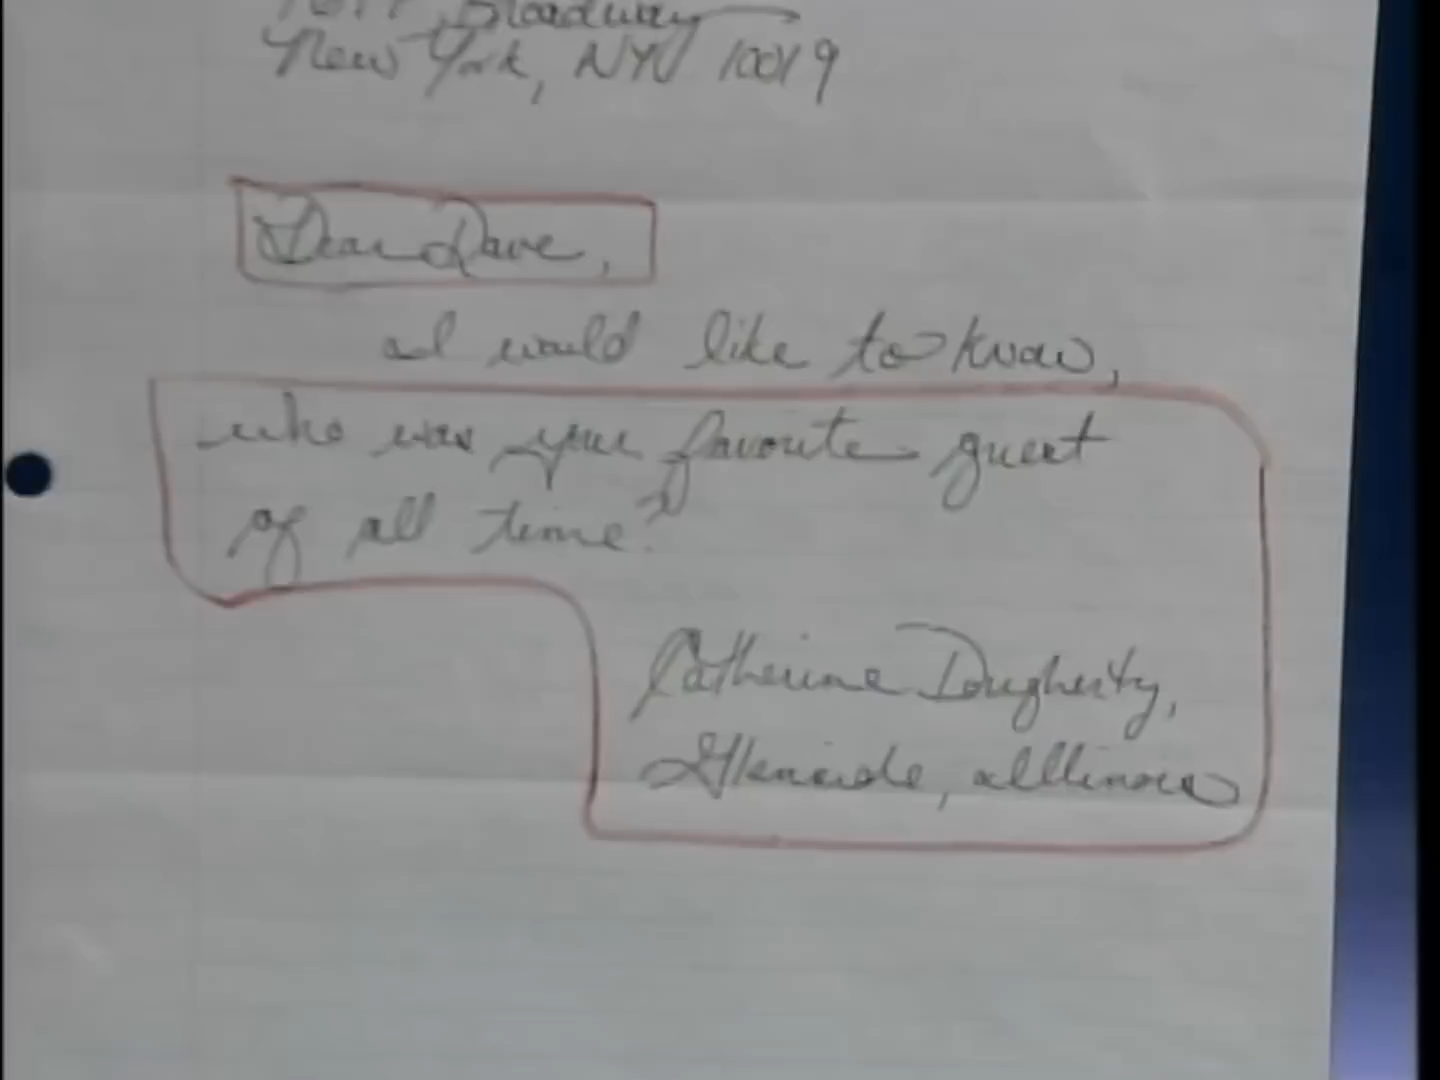 Broadway
New York, NY 10019
Dear Dave,
I would like to know,
who was your favorite guest
of all time?
Catherine Dougherty,
Glenside, Illinois